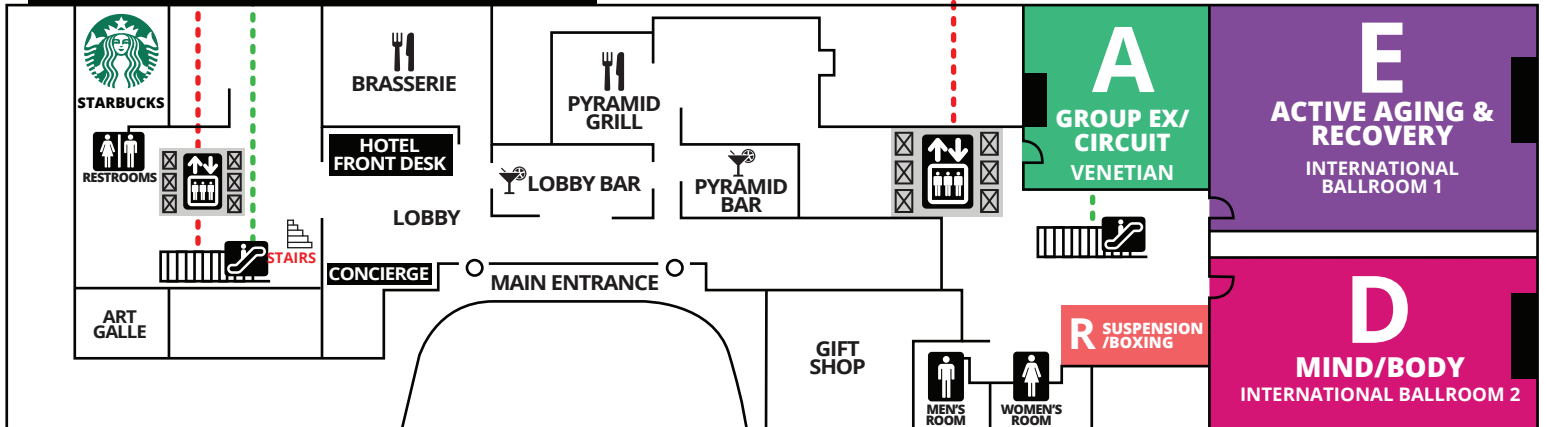 STARBUCKS
RESTROOMS
STAIRS
ART
GALLE
BRASSERIE
HOTEL
FRONT DESK
LOBBY
CONCIERGE
PYRAMID
GRILL
LOBBY BAR
PYRAMID
BAR
MAIN ENTRANCE
GIFT
SHOP
MEN'S
ROOM
WOMEN'S
ROOM
A
GROUP EX/
CIRCUIT
VENETIAN
R
SUSPENSION
/BOXING
E
ACTIVE AGING &
RECOVERY
INTERNATIONAL
BALLROOM 1
D
MIND/BODY
INTERNATIONAL BALLROOM 2